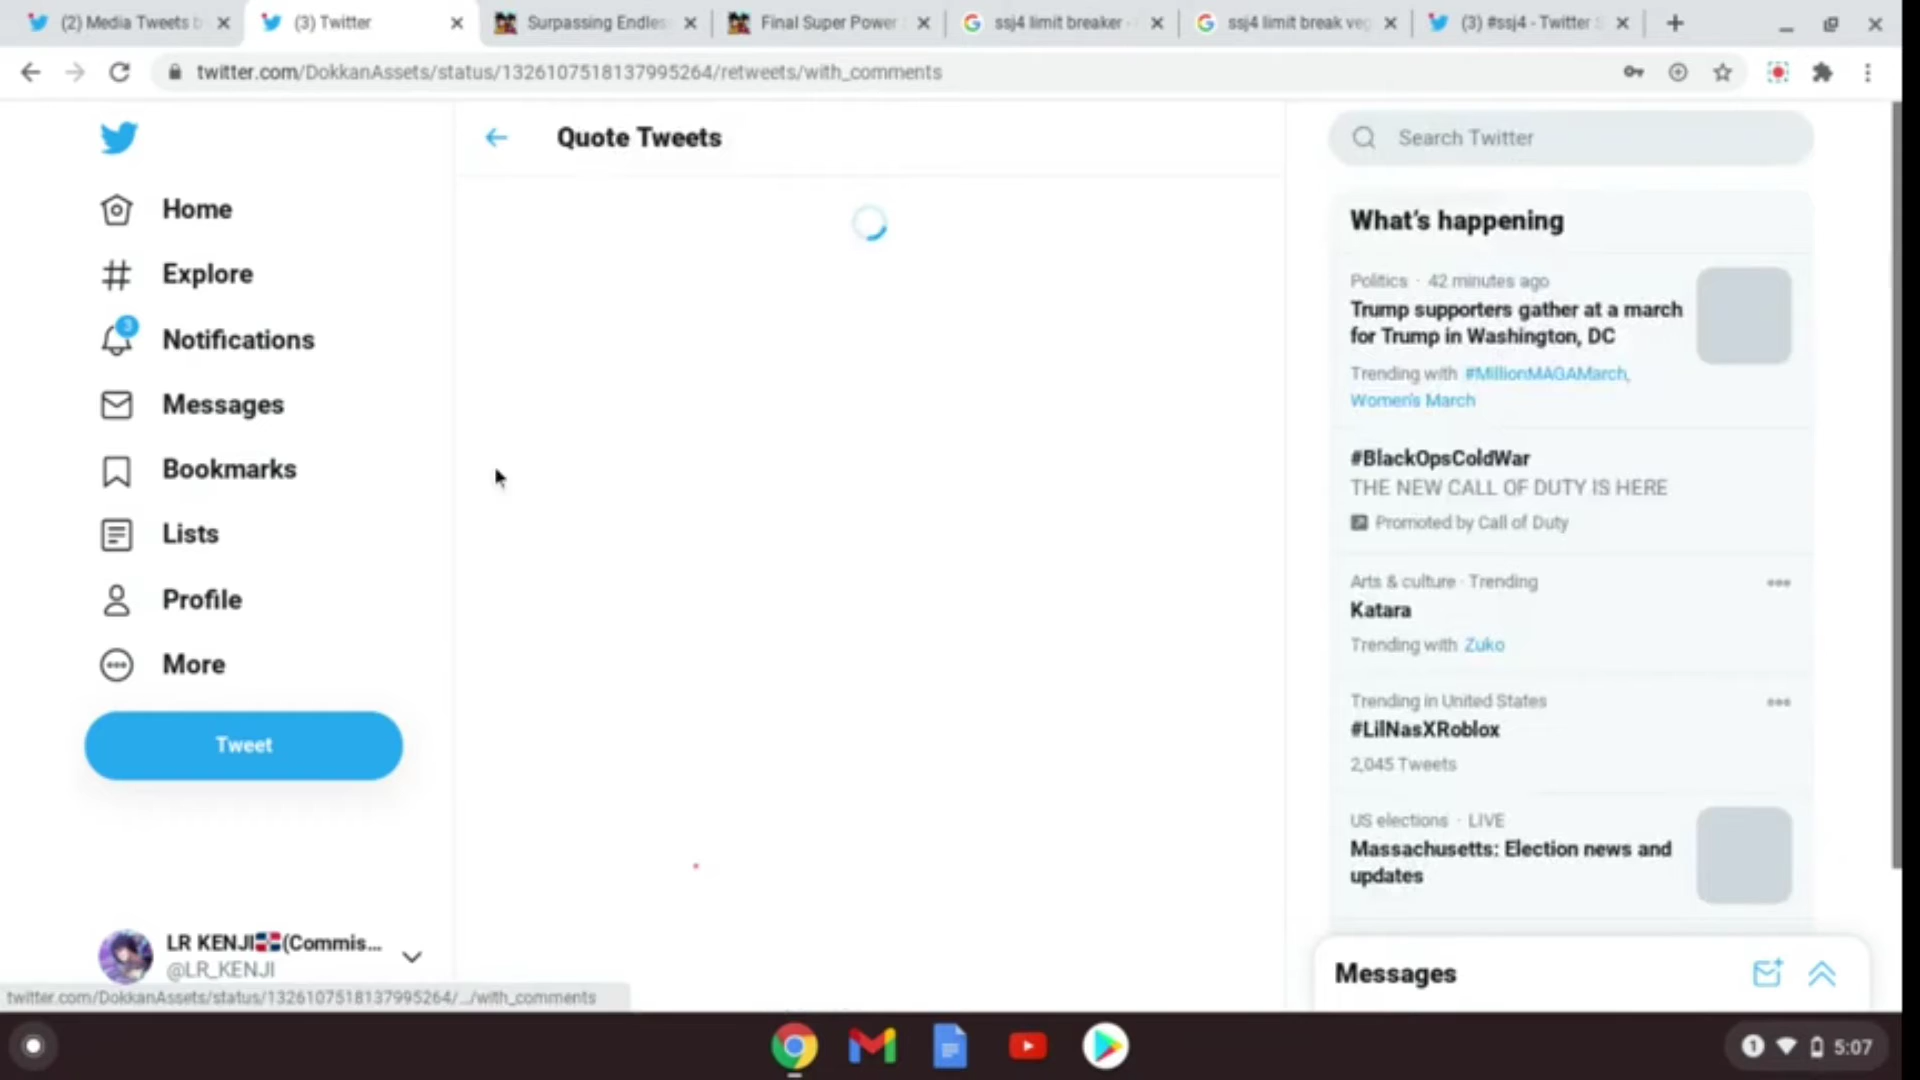 (2) Media Tweets b
(3) Twitter
Surpassing Endles
Final Super Power
ssj4 limit breaker -
ssj4 limit break veg
(3) #ssj4 - Twitter S
twitter.com/DokkanAssets/status/1326107518137995264/retweets/with_comments
Home
Explore
3
Notifications
Messages
Bookmarks
Lists
Profile
More
Tweet
LR KENJI🇩🇴(Commis...
@LR_KENJI
twitter.com/DokkanAssets/status/1326107518137995264/.../with_comments
Quote Tweets
Search Twitter
What's happening
Politics · 42 minutes ago
Trump supporters gather at a march
for Trump in Washington, DC
Trending with #MillionMAGAMarch,
Women's March
#BlackOpsColdWar
THE NEW CALL OF DUTY IS HERE
Promoted by Call of Duty
Arts & culture · Trending
Katara
Trending with Zuko
Trending in United States
#LilNasXRoblox
2,045 Tweets
US elections · LIVE
Massachusetts: Election news and
updates
Messages
1
5:07